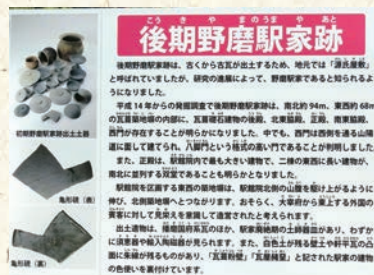 こうきやまのうまやあと
後期野磨駅家跡
後期野磨駅家跡は、古くから古瓦が出土するため、地元では「源氏屋敷」
と呼ばれていましたが、研究の進展によって、野磨駅家であると知られるよ
うになりました。
平成14年からの発掘調査で後期野磨駅家跡は、南北約94m、東西約68m
の瓦葺築地塀の内部に、瓦葺礎石建物の後殿、北東脇殿、正殿、南東脇殿、
西門が存在することが明らかになりました。中でも、西門は西側を通る山陽
道に面して建てられ、八脚門という格式の高い門であることが判明しました
また、正殿は、駅館院内で最も大きい建物で、二棟の東西に長い建物が、
南北に並列する双堂であることも明らかとなりました。
駅館院を区画する東西の築地塀は、駅館院北側の山腹を駆け上がるように
伸び、北側築地塀へとつながります。おそらく、大宰府から来上する外国の
賓客に対して見栄えを意識して造営されたと考えられます。
出土遺物は、播磨国府系瓦のほか、駅家廃絶期の土師器皿があり、わずか
に須恵器や輸入陶磁器が見られます。また、白色土が残る壁土や軒平瓦の凸
面に朱線が残るものがあり、「瓦葺粉壁」「瓦屋
と記された駅家の建物
の色使いを裏付けています。
初期野磨駅家跡出土土器
亀形硯（表）
亀形硯（裏）